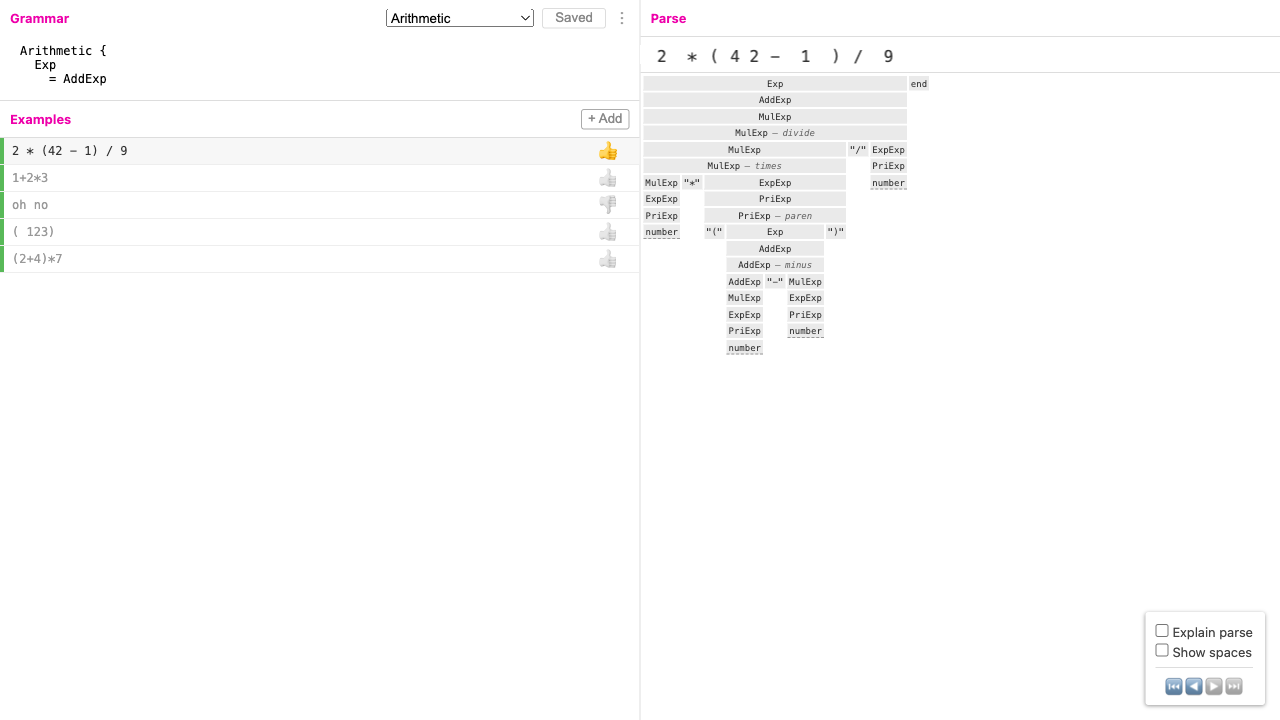 Grammar
Arithmetic
Saved
Arithmetic {
Exp
= AddExp
Examples
+ Add
2 * (42 − 1) / 9
1+2*3
oh no
( 123)
(2+4)*7
Parse
2 * ( 4 2 − 1 ) / 9
Exp end
AddExp
MulExp
MulExp – divide
MulExp "/" ExpExp
MulExp – times PriExp
MulExp "*" ExpExp number
ExpExp PriExp
PriExp PriExp – paren
number "(" Exp ")"
AddExp
AddExp – minus
AddExp "−" MulExp
MulExp ExpExp
ExpExp PriExp
PriExp number
number
Explain parse
Show spaces